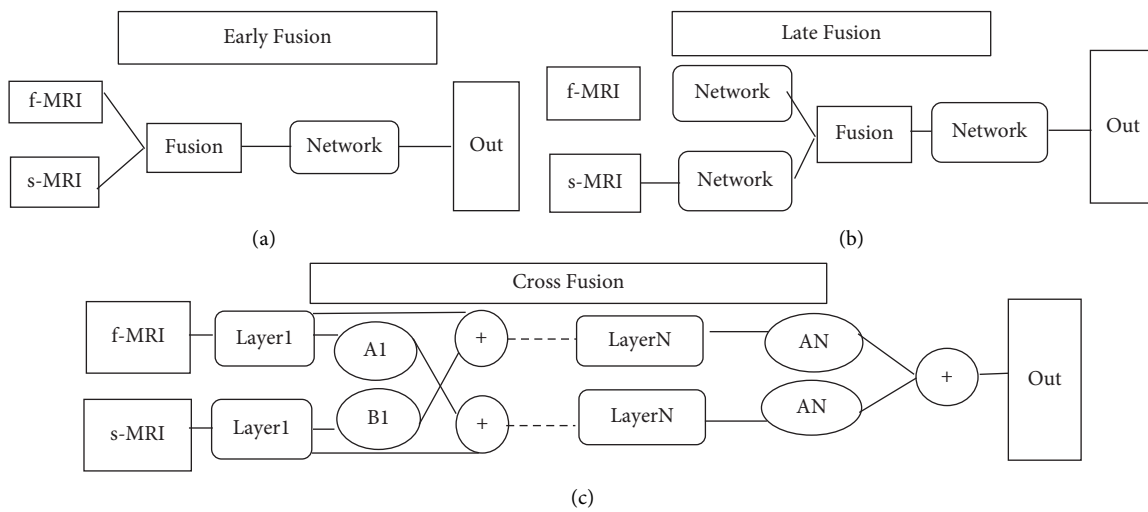 Early Fusion
f-MRI
s-MRI
Fusion
Network
Out
(a)
Late Fusion
f-MRI
Network
s-MRI
Network
Fusion
Network
Out
(b)
Cross Fusion
f-MRI
Layer1
A1
+
LayerN
AN
s-MRI
Layer1
B1
+
LayerN
AN
+
Out
(c)